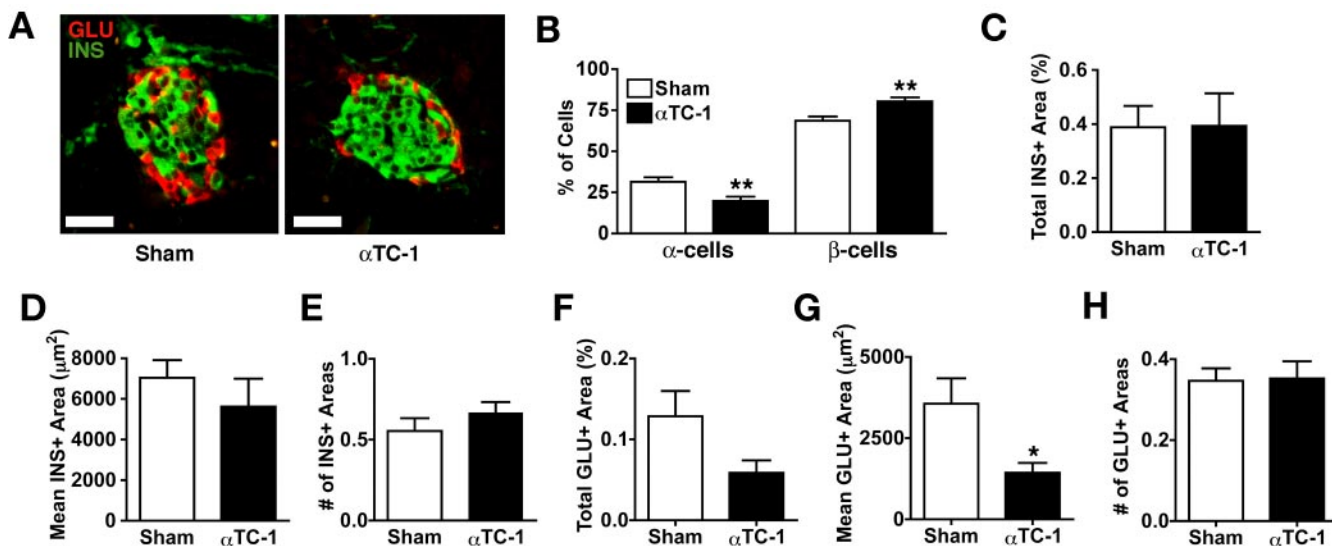 A
GLU
INS
Sham
αTC-1
B
% of Cells
100
75
50
25
0
Sham
αTC-1
**
**
α-cells
β-cells
C
Total INS+ Area (%)
0.6
0.4
0.2
0.0
Sham
αTC-1
D
Mean INS+ Area (μm²)
8000
6000
4000
2000
0
Sham
αTC-1
E
# of INS+ Areas
1.0
0.5
0.0
Sham
αTC-1
F
Total GLU+ Area (%)
0.2
0.1
0.0
Sham
αTC-1
G
Mean GLU+ Area (μm²)
5000
2500
0
*
Sham
αTC-1
H
# of GLU+ Areas
0.4
0.2
0.0
Sham
αTC-1